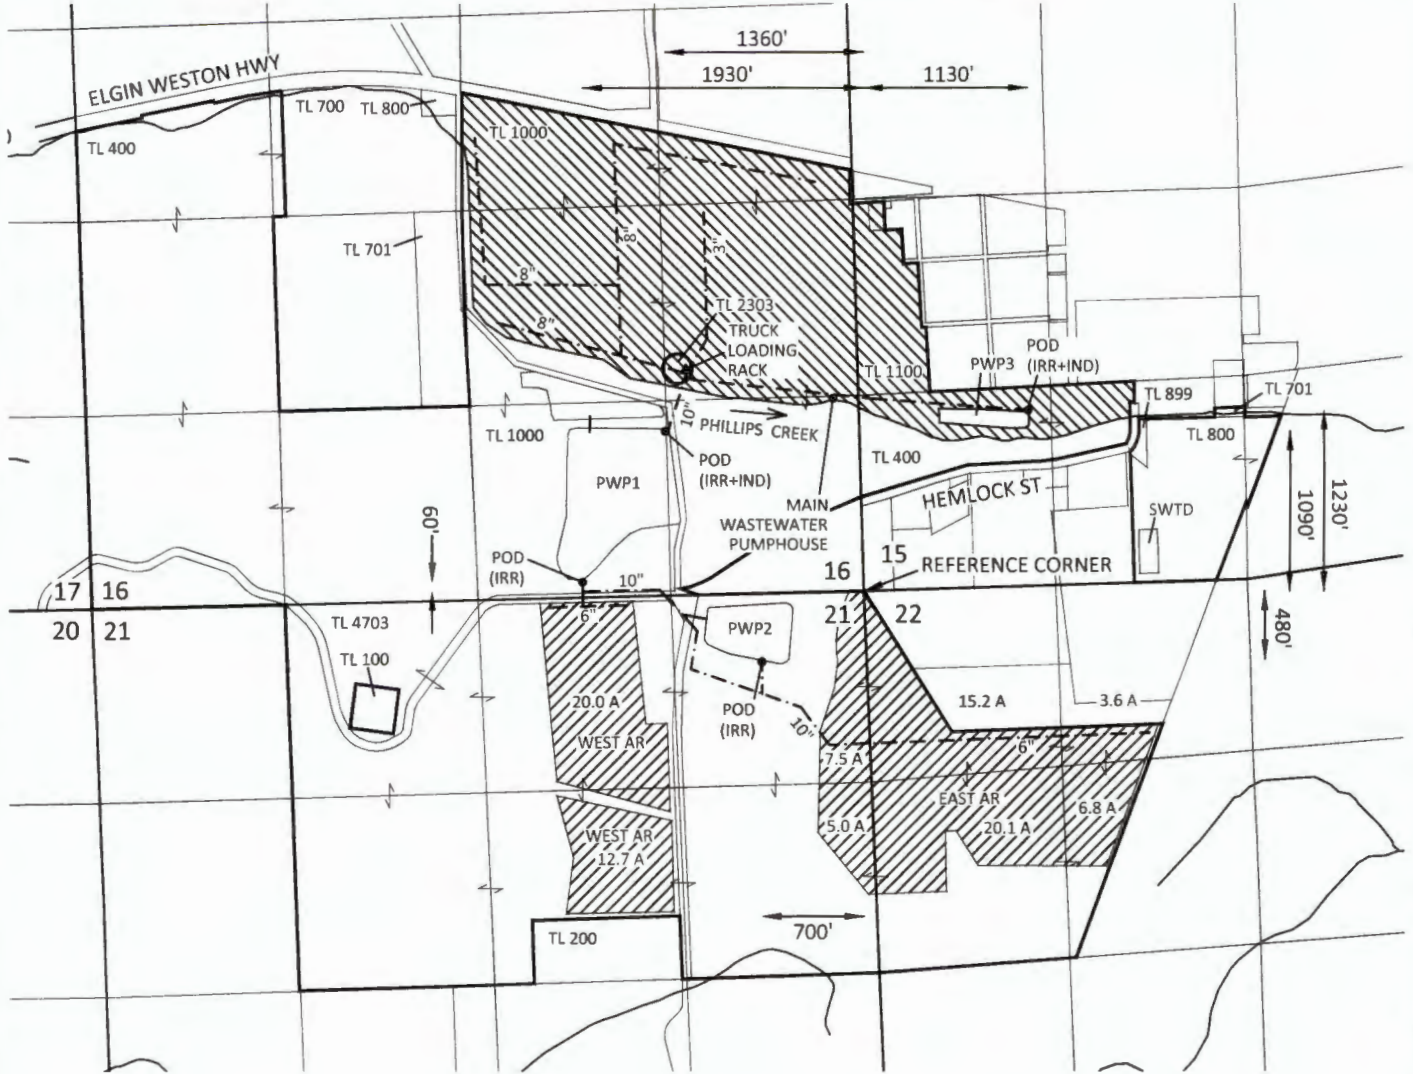 1360'
1930'
1130'
ELGIN WESTON HWY
TL 700
TL 800
TL 1000
TL 400
TL 701
8"
3"
8"
8"
TL 2303
TRUCK
LOADING
RACK
TL 1100
PWP3
POD
(IRR+IND)
TL 899
TL 701
TL 1000
10"
PHILLIPS CREEK
TL 400
TL 800
POD
(IRR+IND)
PWP1
HEMLOCK ST
MAIN
WASTEWATER
PUMPHOUSE
SWTD
1090'
1230'
60'
POD
(IRR)
10"
16
15
REFERENCE CORNER
17
16
20
21
6"
21
22
480'
TL 4703
TL 100
PWP2
20.0 A
WEST AR
POD
(IRR)
10"
15.2 A
3.6 A
6"
7.5 A
EAST AR
6.8 A
5.0 A
20.1 A
WEST AR
12.7 A
700'
TL 200